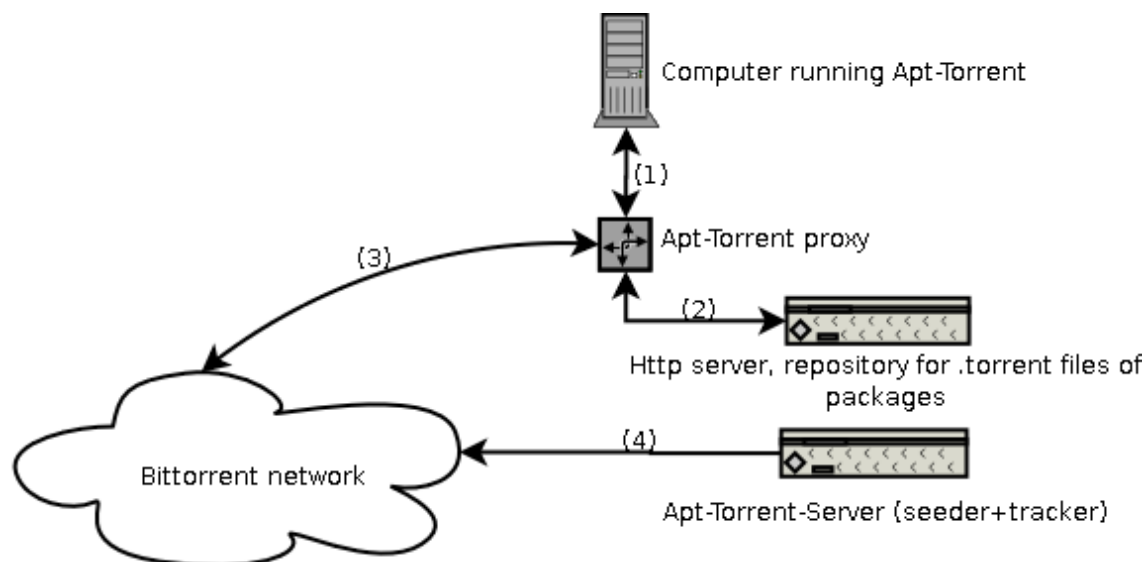 Computer running Apt-Torrent
(1)
Apt-Torrent proxy
(3)
(2)
Http server, repository for .torrent files of
packages
(4)
Bittorrent network
Apt-Torrent-Server (seeder+tracker)